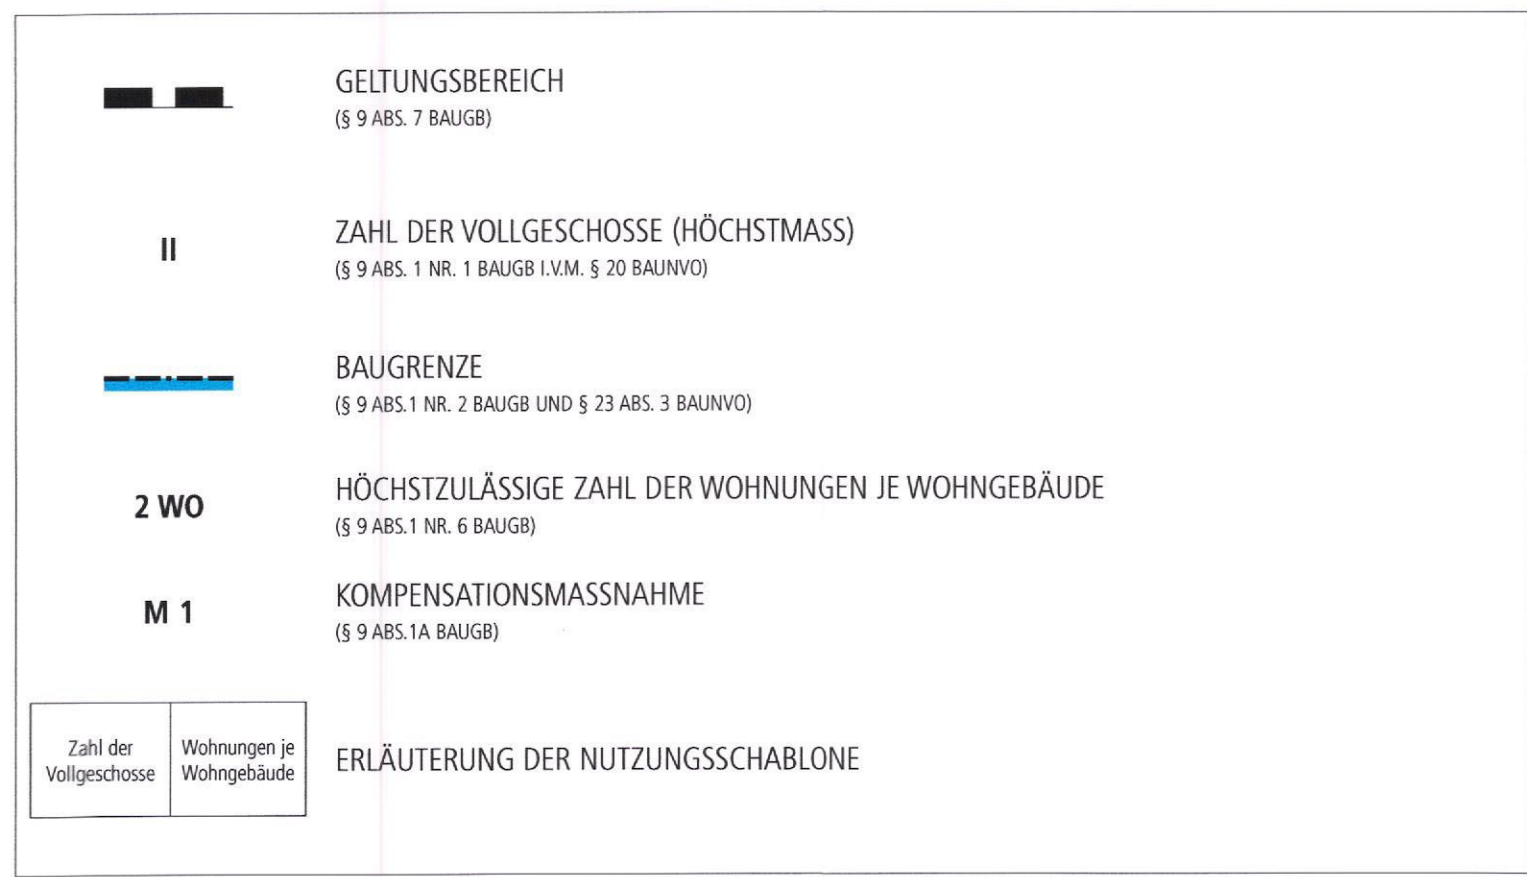 GELTUNGSBEREICH
(§ 9 ABS. 7 BAUGB)
II
ZAHL DER VOLLGESCHOSSE (HÖCHSTMASS)
(§ 9 ABS. 1 NR. 1 BAUGB I.V.M. § 20 BAUNVO)
BAUGRENZE
(§ 9 ABS.1 NR. 2 BAUGB UND § 23 ABS. 3 BAUNVO)
2 WO
HÖCHSTZULÄSSIGE ZAHL DER WOHNUNGEN JE WOHNGEBÄUDE
(§ 9 ABS.1 NR. 6 BAUGB)
M 1
KOMPENSATIONSMASSNAHME
(§ 9 ABS.1A BAUGB)
Zahl der
Vollgeschosse
Wohnungen je
Wohngebäude
ERLÄUTERUNG DER NUTZUNGSSCHABLONE